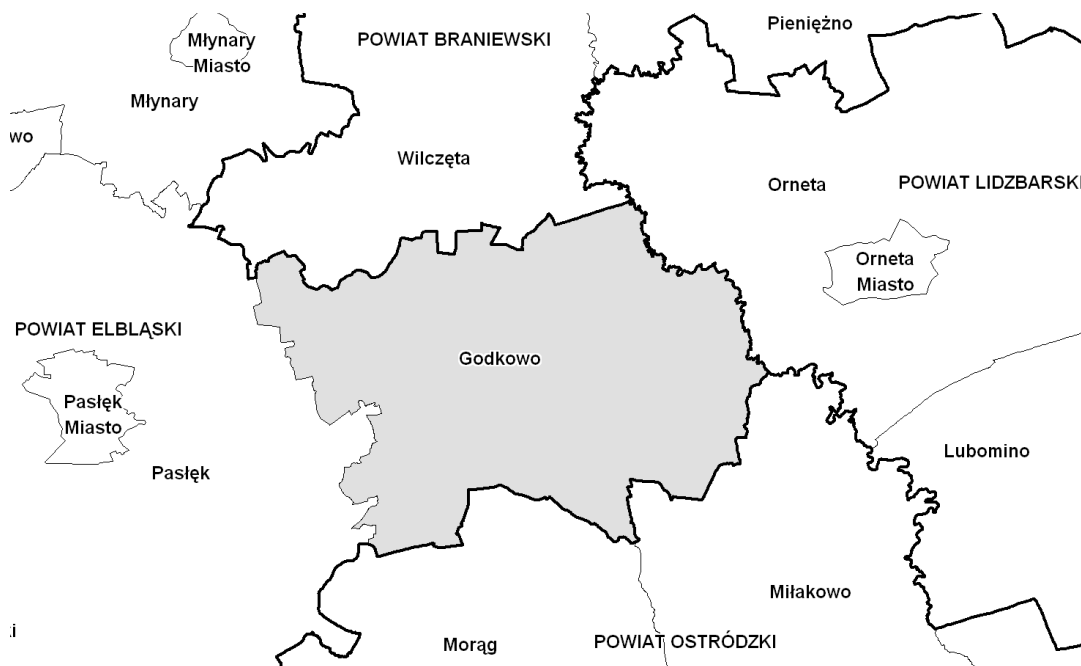 Młynary
Miasto
POWIAT BRANIEWSKI
Pieniężno
Młynary
wo
Wilczęta
Orneta
POWIAT LIDZBARSKI
Orneta
Miasto
POWIAT ELBLĄSKI
Godkowo
Pasłęk
Miasto
Pasłęk
Lubomino
Miłakowo
ki
Morąg
POWIAT OSTRÓDZKI